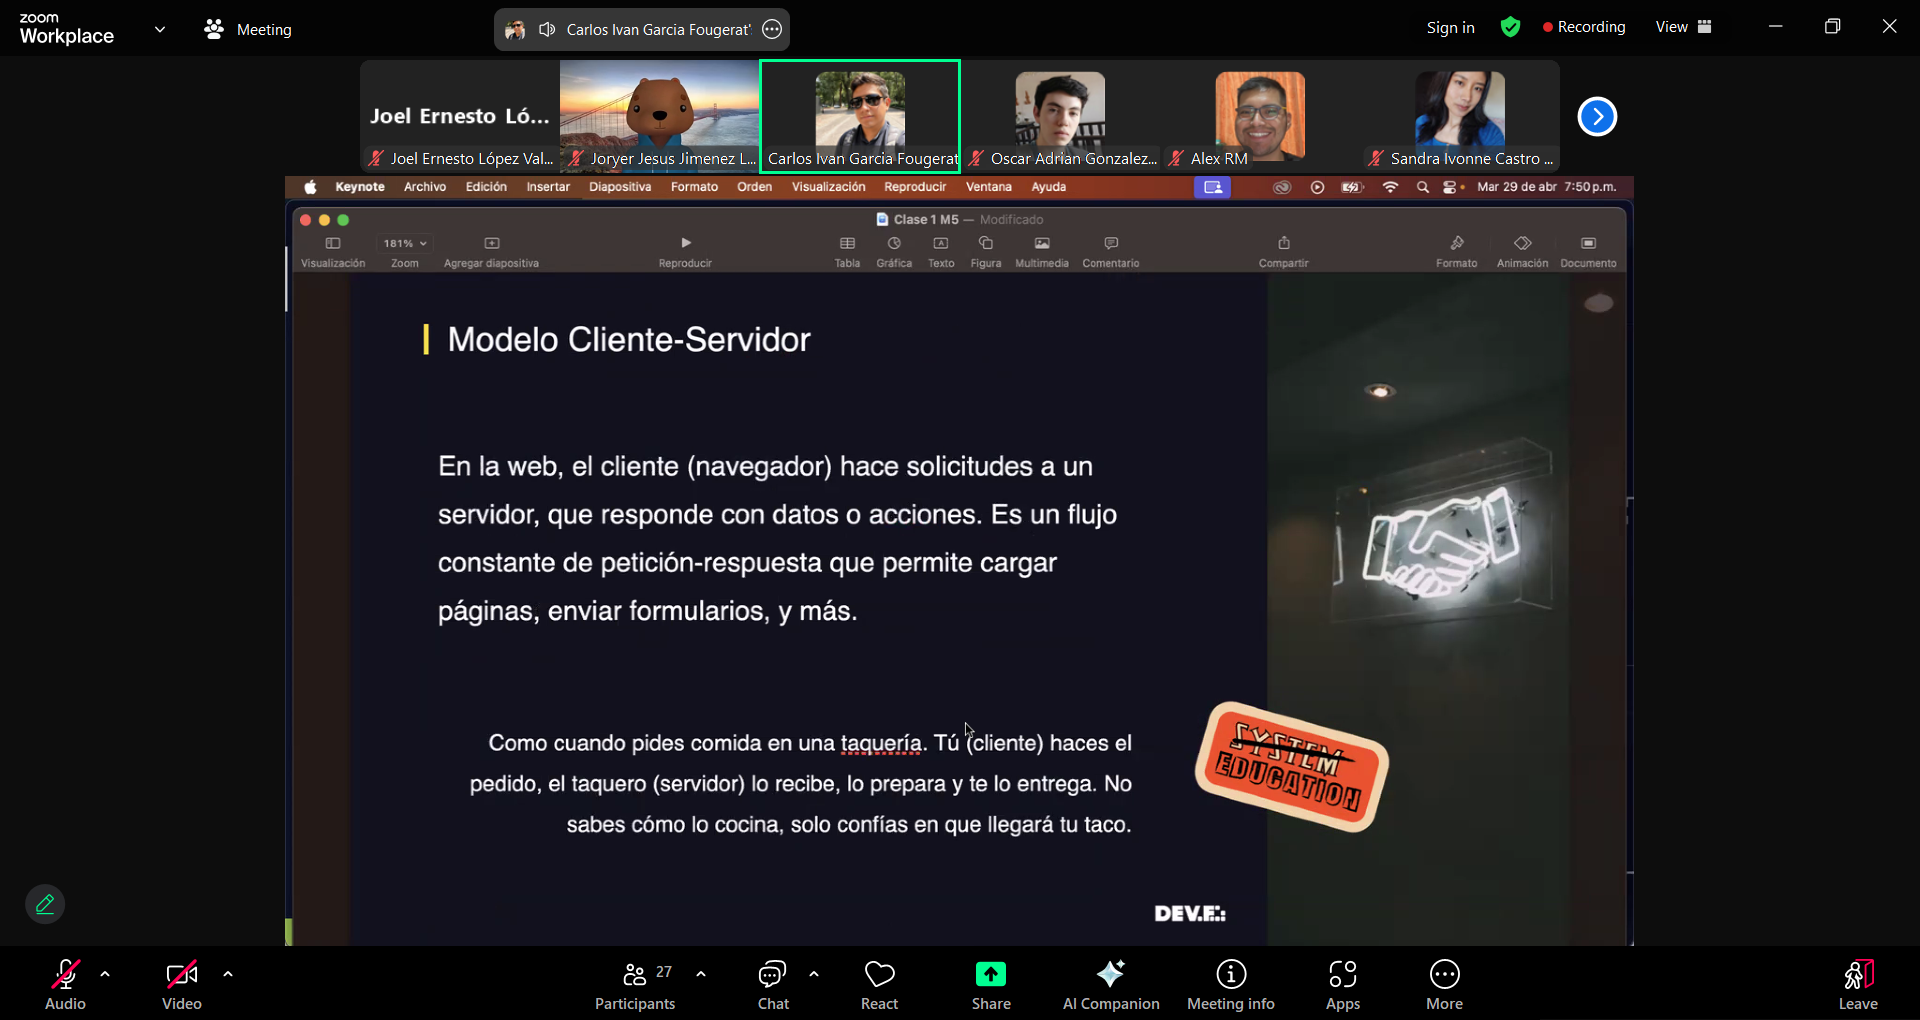 zoom
Workplace
Meeting
Carlos Ivan Garcia Fougerat'
Sign in
Recording
View
Joel Ernesto Ló...
Joel Ernesto López Val...
Joryer Jesus Jimenez L...
Carlos Ivan Garcia Fougerat
Oscar Adrian Gonzalez...
Alex RM
Sandra Ivonne Castro ...
Keynote Archivo Edición Insertar Diapositiva Formato Orden Visualización Reproducir Ventana Ayuda
Mar 29 de abr 7:50 p.m.
Clase 1 M5 — Modificado
181%
Visualización Zoom Agregar diapositiva Reproducir Tabla Gráfica Texto Figura Multimedia Comentario Compartir Formato Animación Documento
Modelo Cliente-Servidor
En la web, el cliente (navegador) hace solicitudes a un
servidor, que responde con datos o acciones. Es un flujo
constante de petición-respuesta que permite cargar
páginas, enviar formularios, y más.
Como cuando pides comida en una taquería. Tú (cliente) haces el
pedido, el taquero (servidor) lo recibe, lo prepara y te lo entrega. No
sabes cómo lo cocina, solo confías en que llegará tu taco.
SYSTEM
EDUCATION
DEV.F.:
27
Audio Video Participants Chat React Share AI Companion Meeting info Apps More Leave